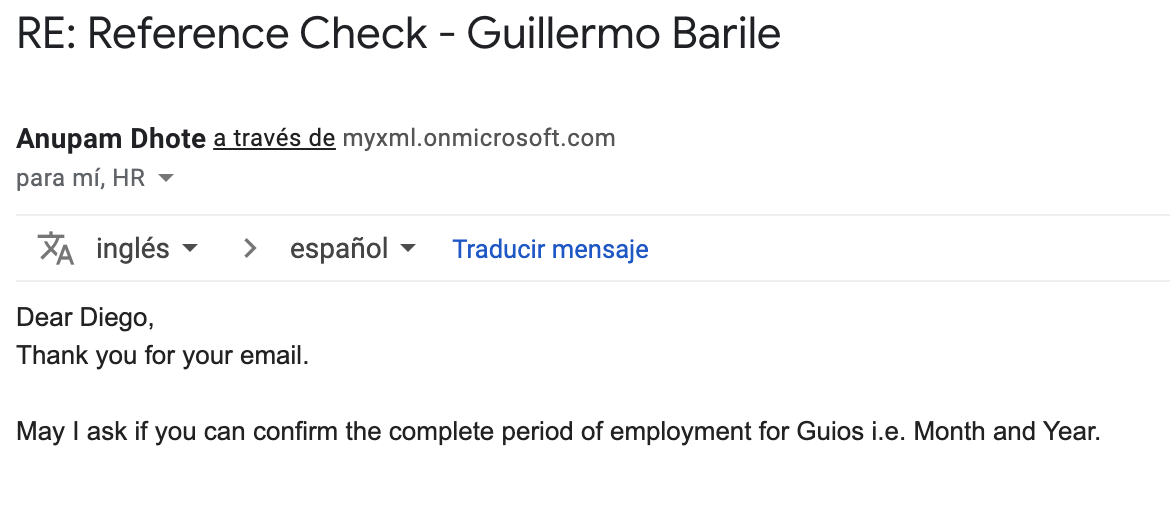 RE: Reference Check - Guillermo Barile
Anupam Dhote a través de myxml.onmicrosoft.com
para mí, HR
inglés > español Traducir mensaje
Dear Diego,
Thank you for your email.
May I ask if you can confirm the complete period of employment for Guios i.e. Month and Year.